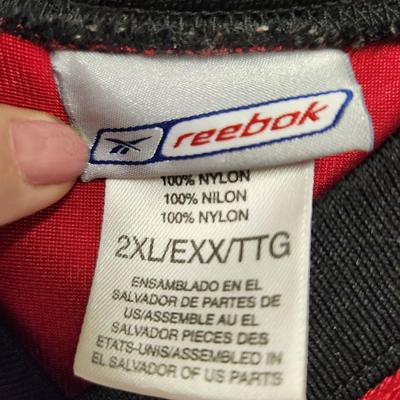 reebok
100% NYLON
100% NILON
100% NYLON
2XL/EXX/TTG
ENSAMBLADO EN EL
SALVADOR DE PARTES DE
US/ASSEMBLE AU EL
SALVADOR PIECES DES
ETATS-UNIS/ASSEMBLED IN
EL SALVADOR OF US PARTS